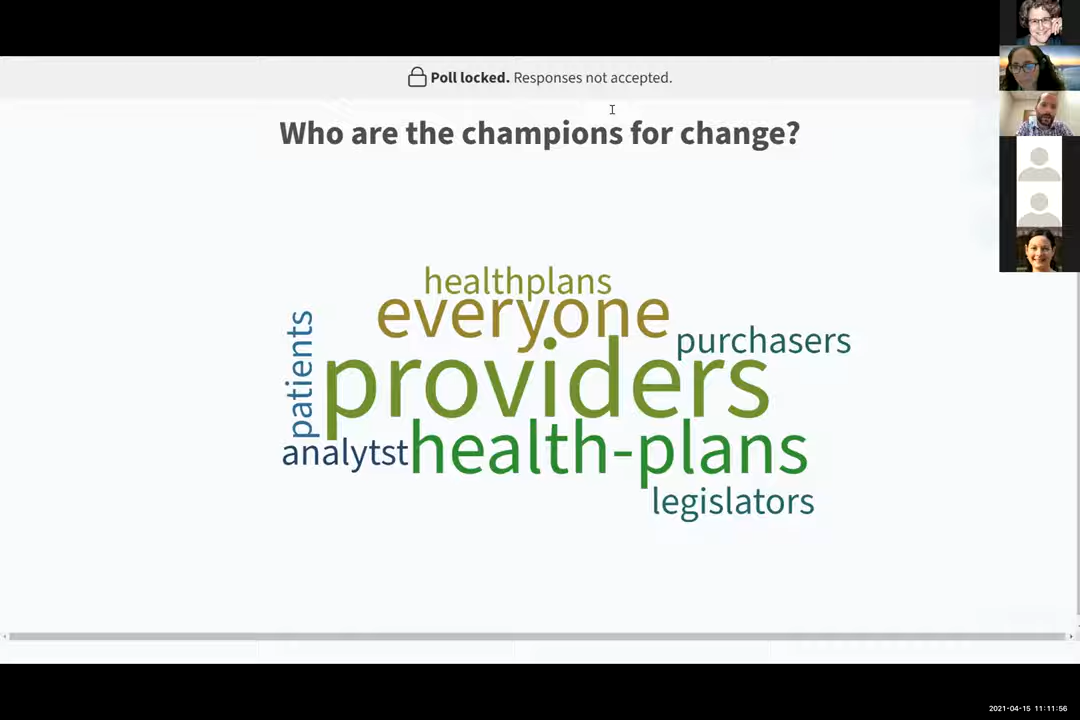 Poll locked. Responses not accepted.
Who are the champions for change?
healthplans
everyone
patients
purchasers
providers
analytst
health-plans
legislators
2021-04-15 11:11:56